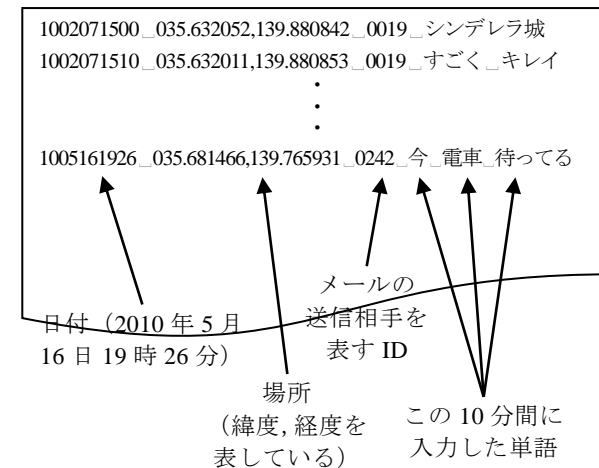 1002071500␣035.632052,139.880842␣0019␣シンデレラ城
1002071510␣035.632011,139.880853␣0019␣すごく␣キレイ
・
・
・
1005161926␣035.681466,139.765931␣0242␣今␣電車␣待ってる
日付（2010 年 5 月
16 日 19 時 26 分）
場所
（緯度, 経度を
表している）
メールの
送信相手を
表す ID
この 10 分間に
入力した単語